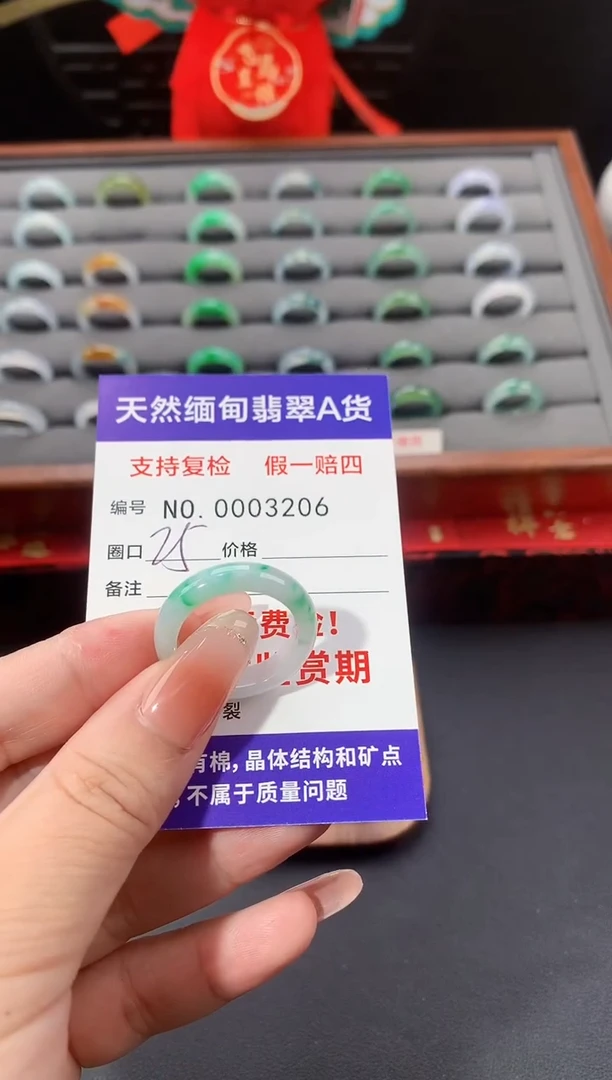 天然缅甸翡翠A货
支持复检 假一赔四
编号 NO. 0003206
圈口 25 价格
备注
费 !
赏期
裂
有棉，晶体结构和矿点
，不属于质量问题